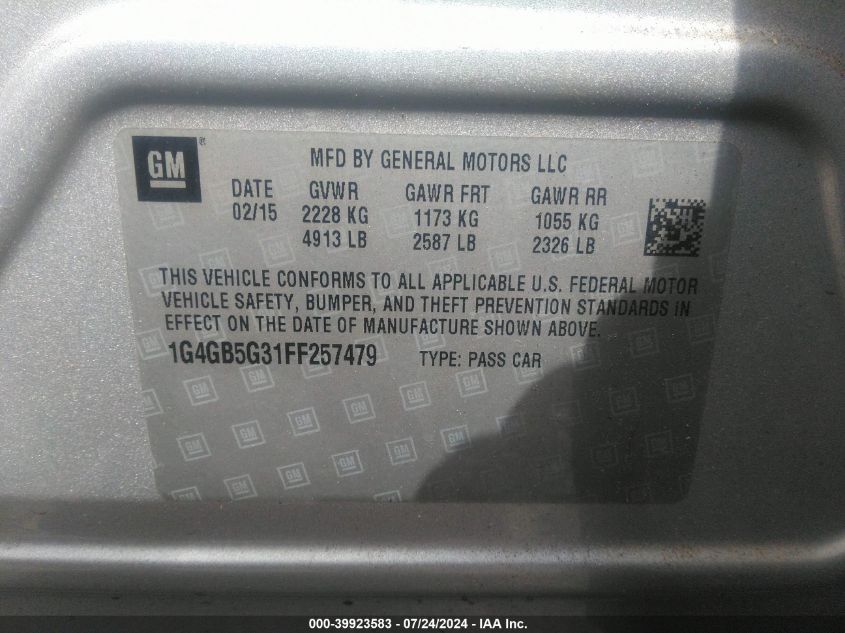 GM®
MFD BY GENERAL MOTORS LLC
DATE GVWR GAWR FRT GAWR RR
02/15 2228 KG 1173 KG 1055 KG
4913 LB 2587 LB 2326 LB
THIS VEHICLE CONFORMS TO ALL APPLICABLE U.S. FEDERAL MOTOR
VEHICLE SAFETY, BUMPER, AND THEFT PREVENTION STANDARDS IN
EFFECT ON THE DATE OF MANUFACTURE SHOWN ABOVE.
1G4GB5G31FF257479 TYPE: PASS CAR
000-39923583 / 07/24/2024 - IAA Inc.